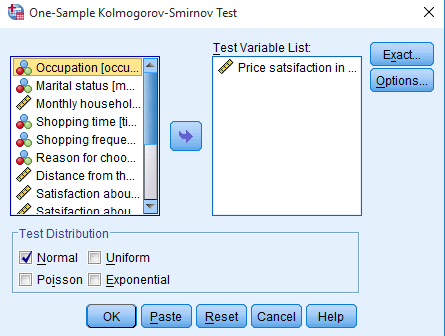 One-Sample Kolmogorov-Smirnov Test
Test Variable List:
Occupation [occu...
Marital status [m...
Monthly househol...
Shopping time [ti...
Shopping freque...
Reason for choo...
Distance from th...
Satisfaction abou...
Satsifaction abou...
Price satsifaction in ...
Exact...
Options...
Test Distribution
Normal Uniform
Poisson Exponential
OK Paste Reset Cancel Help